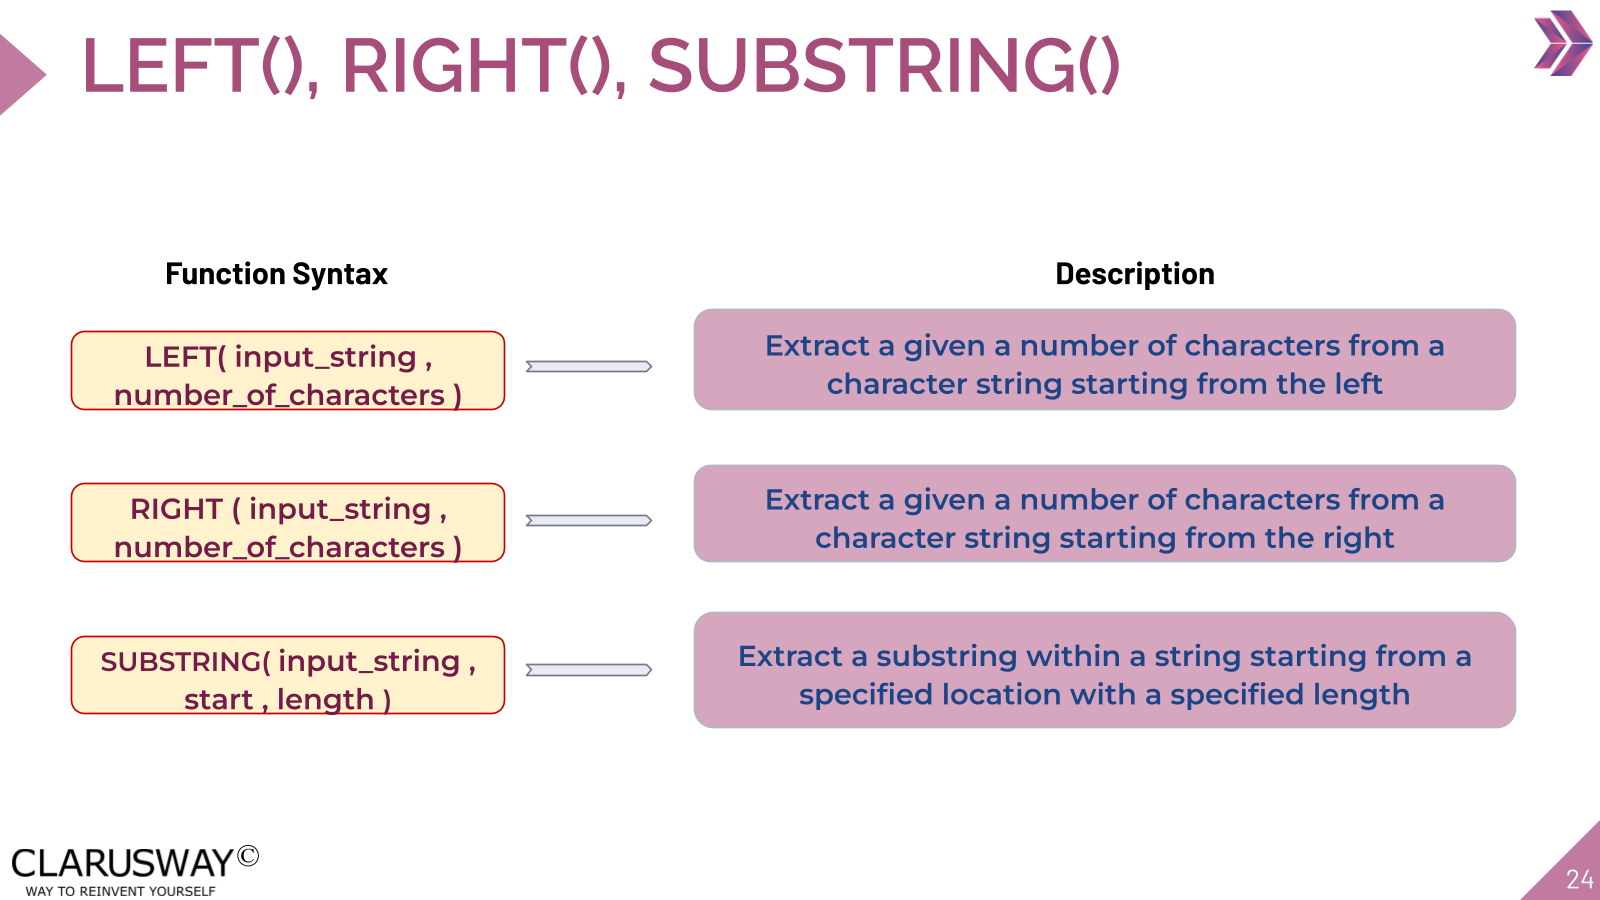 LEFT(), RIGHT(), SUBSTRING()
Function Syntax
Description
LEFT( input_string ,
number_of_characters )
Extract a given a number of characters from a
character string starting from the left
RIGHT ( input_string ,
number_of_characters )
Extract a given a number of characters from a
character string starting from the right
SUBSTRING( input_string ,
start , length )
Extract a substring within a string starting from a
specified location with a specified length
CLARUSWAY©
WAY TO REINVENT YOURSELF
24